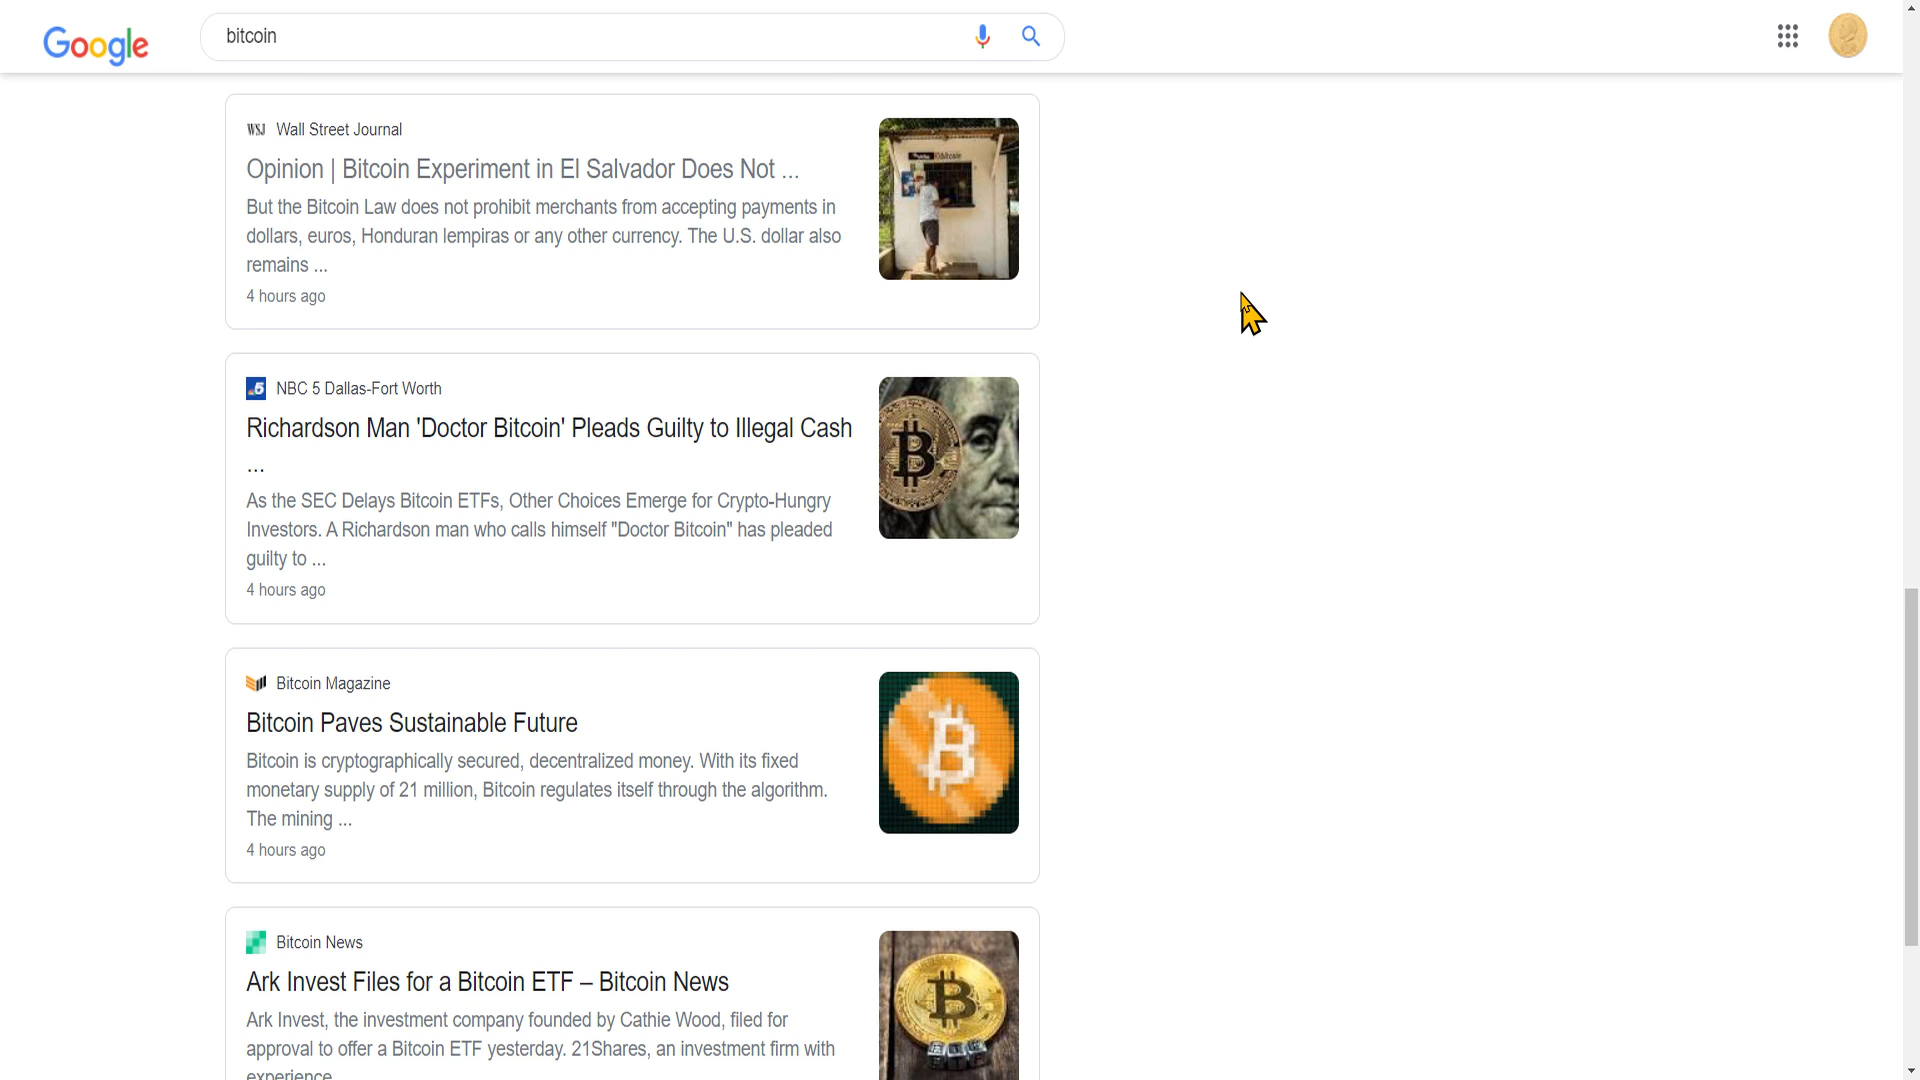 Google
bitcoin
WSJ Wall Street Journal
Opinion | Bitcoin Experiment in El Salvador Does Not ...
But the Bitcoin Law does not prohibit merchants from accepting payments in
dollars, euros, Honduran lempiras or any other currency. The U.S. dollar also
remains ...
4 hours ago
5 NBC 5 Dallas-Fort Worth
Richardson Man 'Doctor Bitcoin' Pleads Guilty to Illegal Cash
...
As the SEC Delays Bitcoin ETFs, Other Choices Emerge for Crypto-Hungry
Investors. A Richardson man who calls himself "Doctor Bitcoin" has pleaded
guilty to ...
4 hours ago
Bitcoin Magazine
Bitcoin Paves Sustainable Future
Bitcoin is cryptographically secured, decentralized money. With its fixed
monetary supply of 21 million, Bitcoin regulates itself through the algorithm.
The mining ...
4 hours ago
Bitcoin News
Ark Invest Files for a Bitcoin ETF – Bitcoin News
Ark Invest, the investment company founded by Cathie Wood, filed for
approval to offer a Bitcoin ETF yesterday. 21Shares, an investment firm with
experience